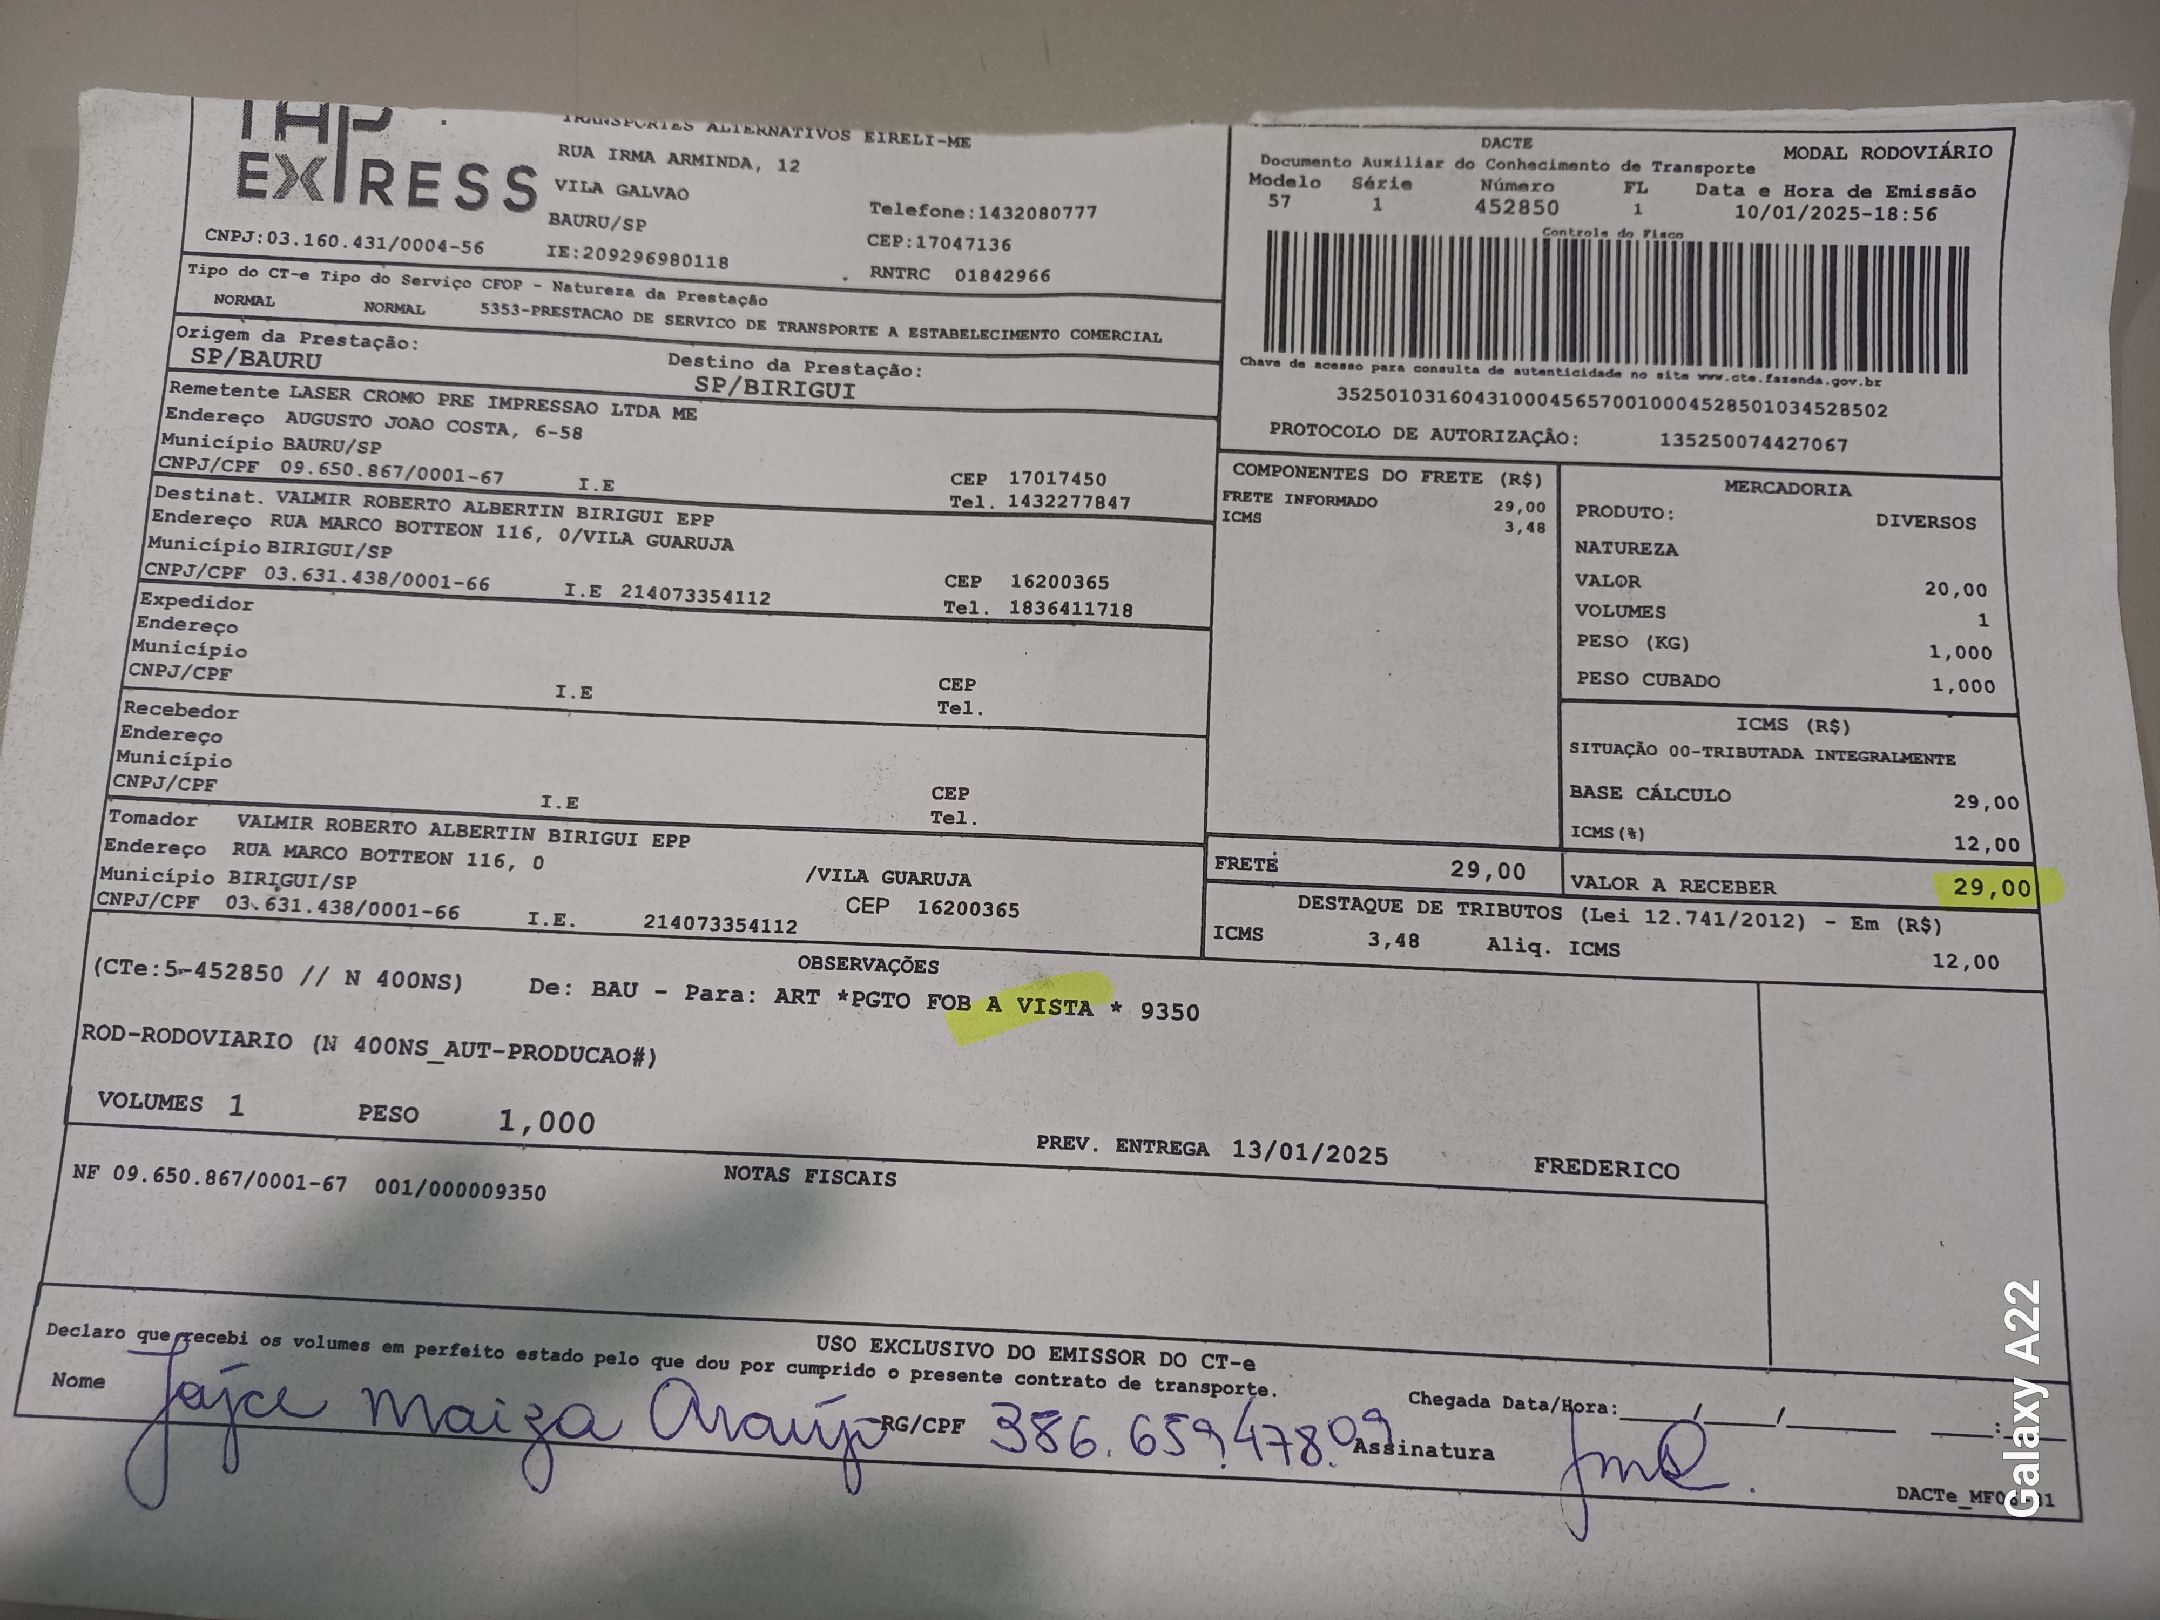 EXPRESS
TRANSPORTES ALTERNATIVOS EIRELI-ME
RUA IRMA ARMINDA, 12
VILA GALVAO
BAURU/SP
Telefone:1432080777
CEP:17047136
CNPJ:03.160.431/0004-56
IE:209296980118
RNTRC 01842966
DACTE
MODAL RODOVIÁRIO
Documento Auxiliar do Conhecimento de Transporte
Modelo Série Número FL Data e Hora de Emissão
57 1 452850 1 10/01/2025-18:56
Controle do Fisco
Chave de acesso para consulta de autenticidade no site www.cte.fazenda.gov.br
35250103160431000456570010004528501034528502
PROTOCOLO DE AUTORIZAÇÃO: 135250074427067
Tipo do CT-e Tipo do Serviço CFOP - Natureza da Prestação
NORMAL NORMAL 5353-PRESTACAO DE SERVICO DE TRANSPORTE A ESTABELECIMENTO COMERCIAL
Origem da Prestação: Destino da Prestação:
SP/BAURU SP/BIRIGUI
Remetente LASER CROMO PRE IMPRESSAO LTDA ME
Endereço AUGUSTO JOAO COSTA, 6-58
Município BAURU/SP CEP 17017450
CNPJ/CPF 09.650.867/0001-67 I.E Tel. 1432277847
Destinat. VALMIR ROBERTO ALBERTIN BIRIGUI EPP
Endereço RUA MARCO BOTTEON 116, 0/VILA GUARUJA
Município BIRIGUI/SP CEP 16200365
CNPJ/CPF 03.631.438/0001-66 I.E 214073354112 Tel. 1836411718
Expedidor
Endereço
Município CEP
CNPJ/CPF I.E Tel.
Recebedor
Endereço
Município CEP
CNPJ/CPF I.E Tel.
Tomador VALMIR ROBERTO ALBERTIN BIRIGUI EPP
Endereço RUA MARCO BOTTEON 116, 0 /VILA GUARUJA
Município BIRIGUI/SP CEP 16200365
CNPJ/CPF 03.631.438/0001-66 I.E. 214073354112
COMPONENTES DO FRETE (R$)
FRETE INFORMADO 29,00
ICMS 3,48
MERCADORIA
PRODUTO: DIVERSOS
NATUREZA
VALOR 20,00
VOLUMES 1
PESO (KG) 1,000
PESO CUBADO 1,000
ICMS (R$)
SITUAÇÃO 00-TRIBUTADA INTEGRALMENTE
BASE CÁLCULO 29,00
ICMS(%) 12,00
FRETE 29,00 VALOR A RECEBER 29,00
DESTAQUE DE TRIBUTOS (Lei 12.741/2012) - Em (R$)
ICMS 3,48 Aliq. ICMS 12,00
OBSERVAÇÕES
(CTe:5-452850 // N 400NS) De: BAU - Para: ART *PGTO FOB A VISTA * 9350
ROD-RODOVIARIO (N 400NS_AUT-PRODUCAO#)
VOLUMES 1 PESO 1,000 PREV. ENTREGA 13/01/2025 FREDERICO
NOTAS FISCAIS
NF 09.650.867/0001-67 001/000009350
USO EXCLUSIVO DO EMISSOR DO CT-e
Declaro que recebi os volumes em perfeito estado pelo que dou por cumprido o presente contrato de transporte.
Nome Jajce Maiza Araújo RG/CPF 386.659.478.09 Assinatura
Chegada Data/Hora:___/___/_____ ___:___
Galaxy A22